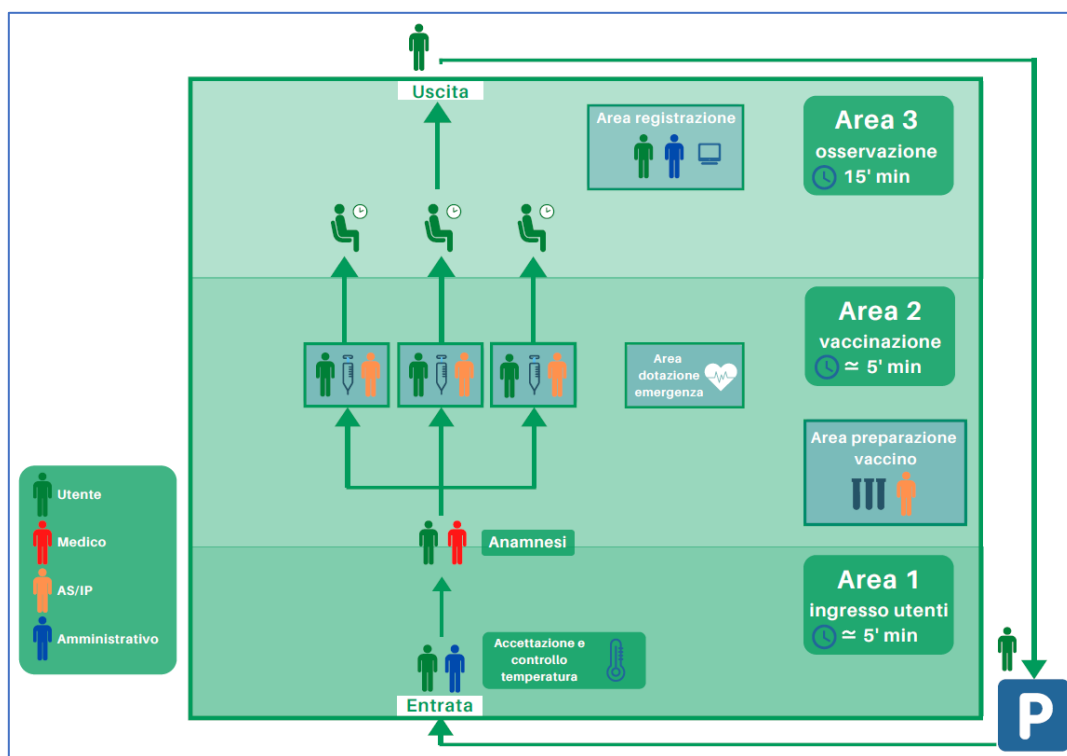 Uscita
Area registrazione
Area 3
osservazione
15' min
Area 2
vaccinazione
≃ 5' min
Area
dotazione
emergenza
Area preparazione
vaccino
Utente
Medico
AS/IP
Amministrativo
Anamnesi
Area 1
ingresso utenti
≃ 5' min
Accettazione e
controllo
temperatura
Entrata
P